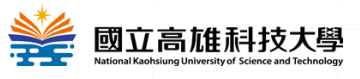 國立高雄科技大學
National Kaohsiung University of Science and Technology